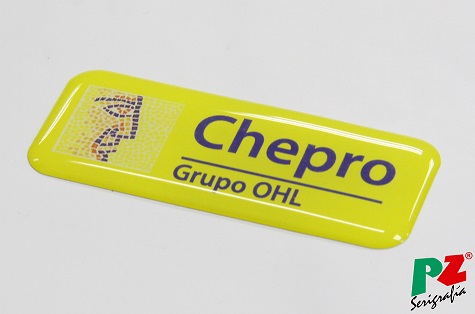 Chepro
Grupo OHL
PZ®
Serigrafía